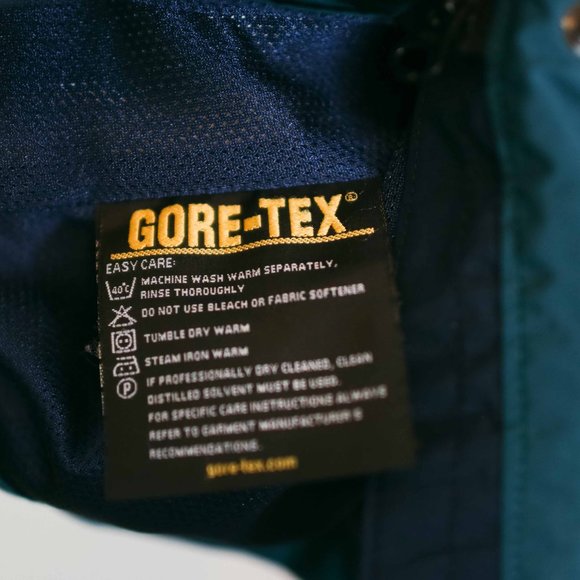 GORE-TEX®
EASY CARE:
40°C MACHINE WASH WARM SEPARATELY,
RINSE THOROUGHLY
DO NOT USE BLEACH OR FABRIC SOFTENER
TUMBLE DRY WARM
STEAM IRON WARM
P IF PROFESSIONALLY DRY CLEANED, CLEAN
DISTILLED SOLVENT MUST BE USED.
FOR SPECIFIC CARE INSTRUCTIONS ALWAYS
REFER TO GARMENT MANUFACTURER'S
RECOMMENDATIONS.
gore-tex.com